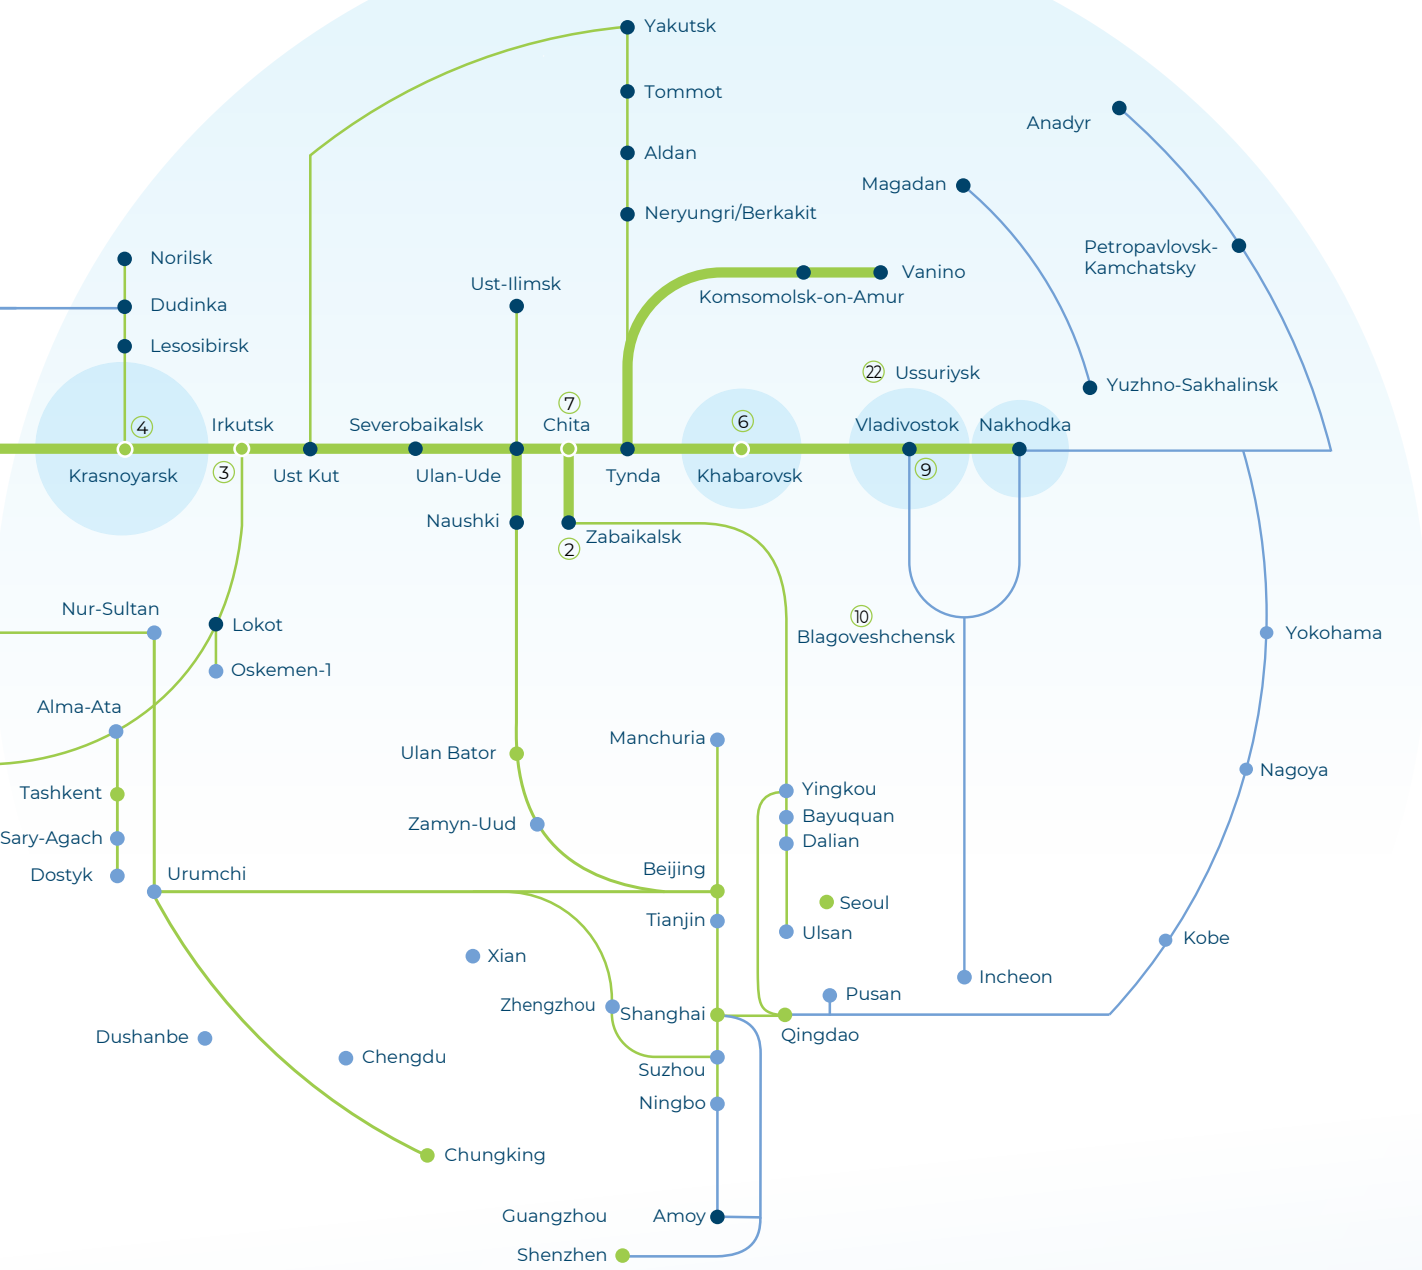 Yakutsk
Tommot
Anadyr
Aldan
Magadan
Neryungri/Berkakit
Petropavlovsk-
Kamchatsky
Norilsk
Vanino
Ust-Ilimsk
Komsomolsk-on-Amur
Dudinka
Lesosibirsk
22 Ussuriysk
Yuzhno-Sakhalinsk
7
6
4
Irkutsk
Severobaikalsk
Chita
Vladivostok
Nakhodka
3
9
Krasnoyarsk
Ust Kut
Ulan-Ude
Tynda
Khabarovsk
Naushki
Zabaikalsk
2
Nur-Sultan
10
Lokot
Blagoveshchensk
Yokohama
Oskemen-1
Alma-Ata
Manchuria
Ulan Bator
Nagoya
Tashkent
Yingkou
Zamyn-Uud
Bayuquan
Sary-Agach
Dalian
Dostyk
Urumchi
Beijing
Seoul
Tianjin
Ulsan
Kobe
Xian
Incheon
Pusan
Zhengzhou
Shanghai
Dushanbe
Qingdao
Chengdu
Suzhou
Ningbo
Chungking
Guangzhou
Amoy
Shenzhen